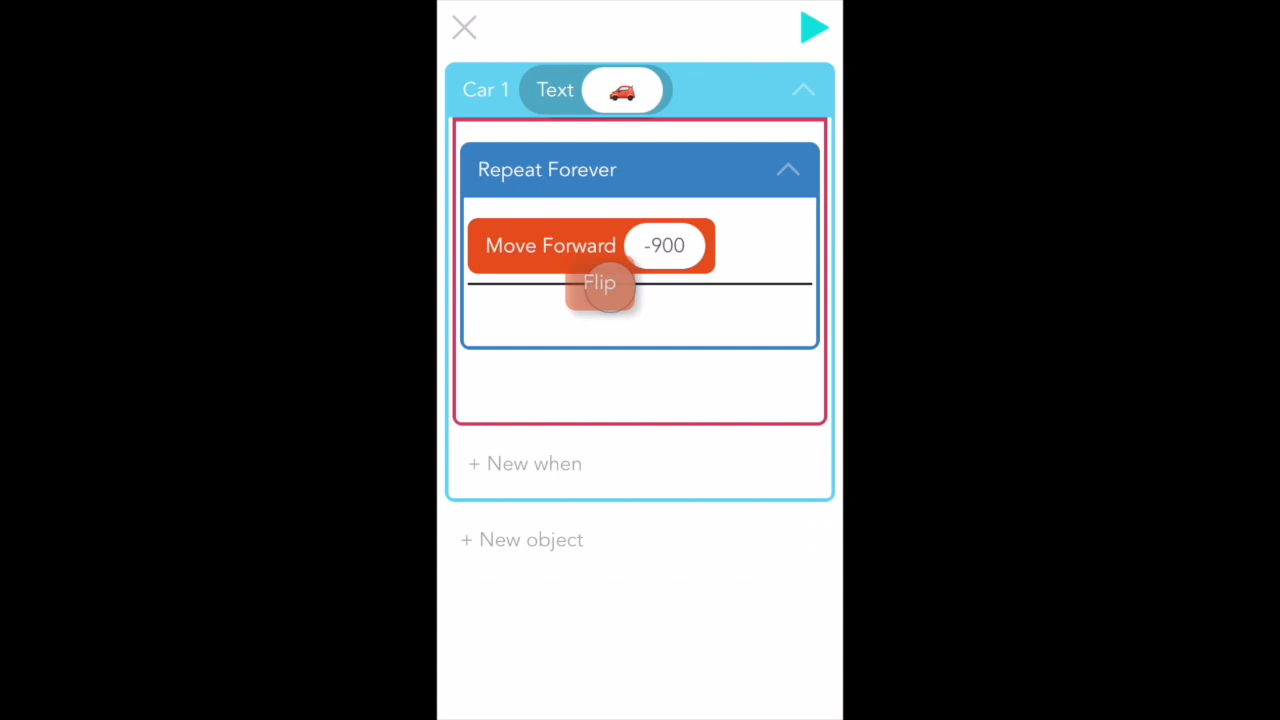 Car 1 Text
Repeat Forever
Move Forward -900
Flip
+ New when
+ New object